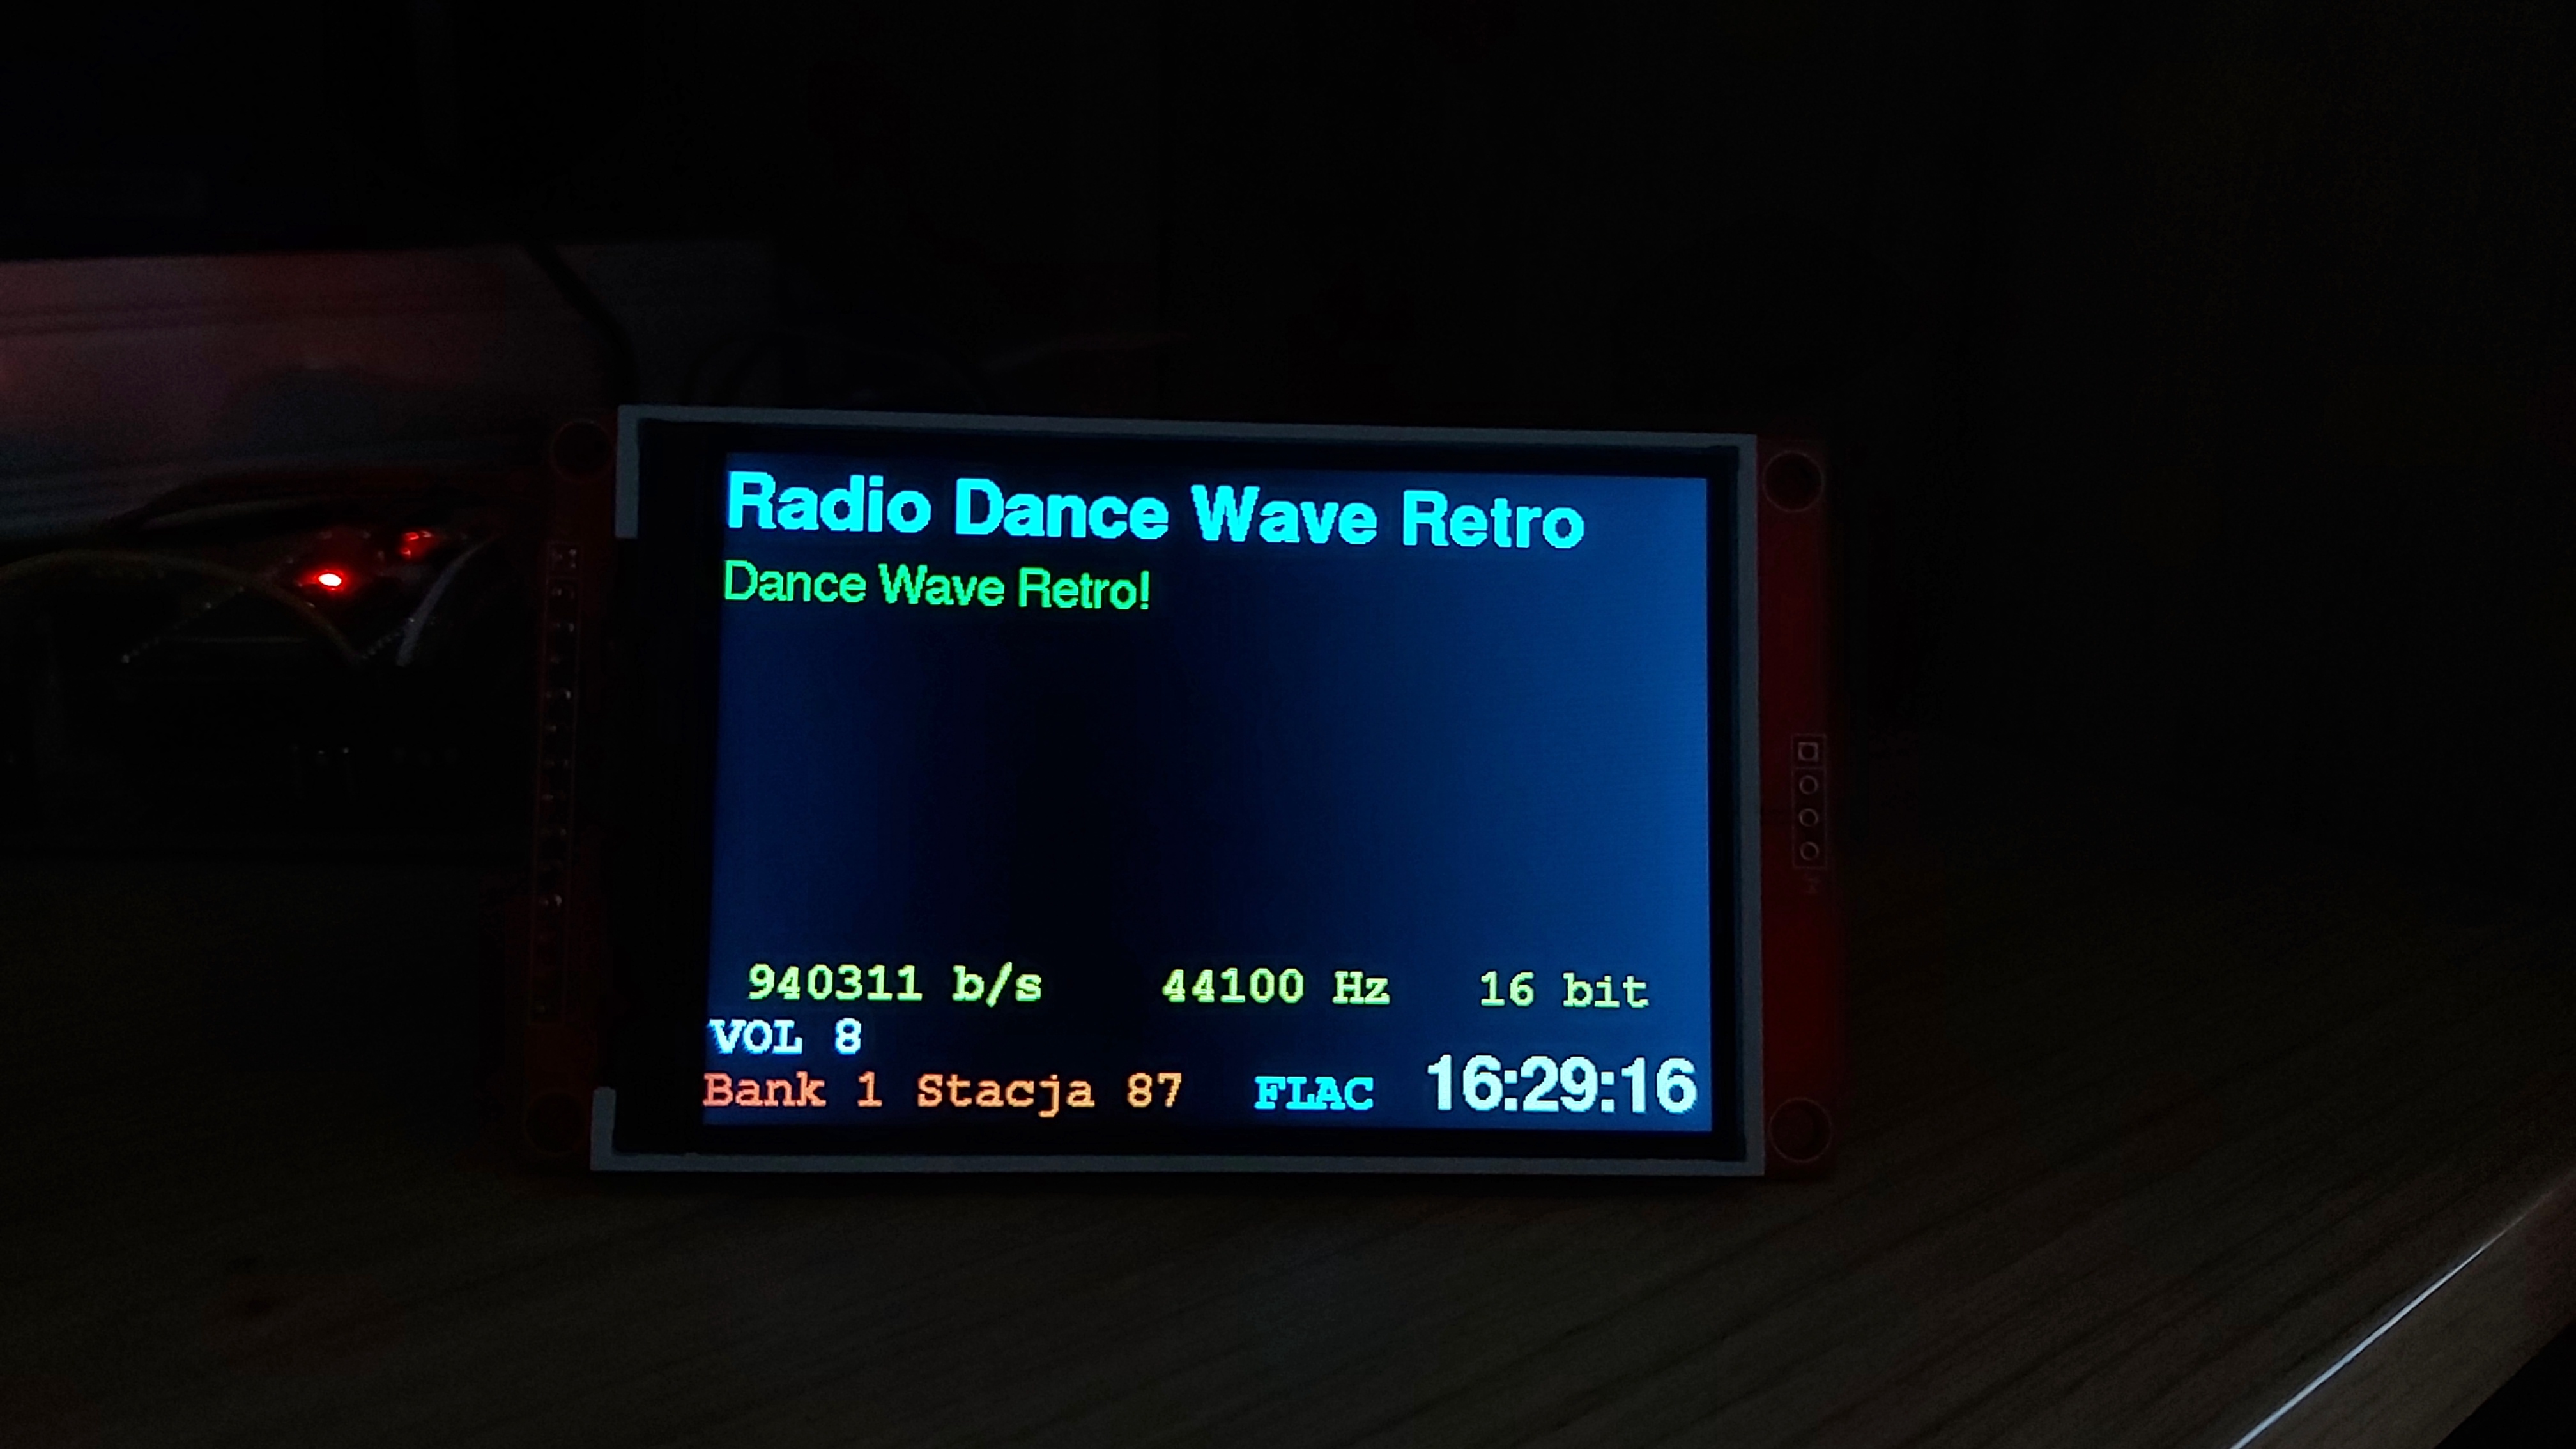 Radio Dance Wave Retro
Dance Wave Retro!
940311 b/s 44100 Hz 16 bit
VOL 8
Bank 1 Stacja 87 FLAC 16:29:16